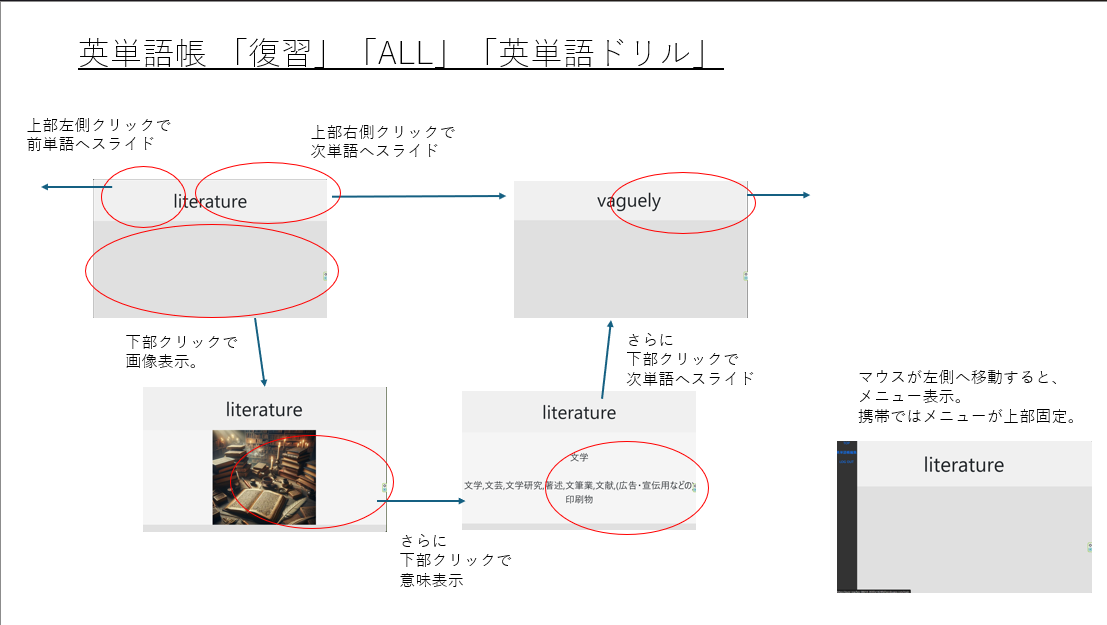 英単語帳 「復習」「ALL」「英単語ドリル」
上部左側クリックで
前単語へスライド
上部右側クリックで
次単語へスライド
literature
vaguely
下部クリックで
画像表示。
さらに
下部クリックで
次単語へスライド
literature
literature
文学
文学,文芸,文学研究,著述,文筆業,文献,(広告・宣伝用などの)
印刷物
さらに
下部クリックで
意味表示
マウスが左側へ移動すると、
メニュー表示。
携帯ではメニューが上部固定。
literature